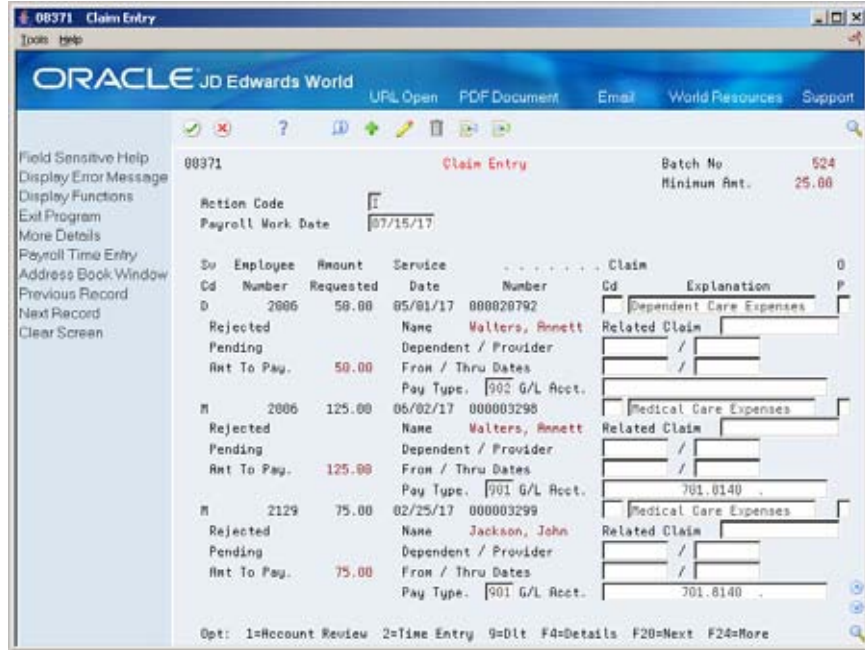 08371 Claim Entry
Tools Help
ORACLE JD Edwards World
URL Open PDF Document Email World Resources Support
Field Sensitive Help
Display Error Message
Display Functions
Exit Program
More Details
Payroll Time Entry
Address Book Window
Previous Record
Next Record
Clear Screen
08371 Claim Entry Batch No 524
Minimum Amt. 25.00
Action Code I
Payroll Work Date 07/15/17
Sv Employee Amount Service . . . . . . . Claim O
Cd Number Requested Date Number Cd Explanation P
D 2006 50.00 05/01/17 000020792 Dependent Care Expenses
Rejected Name Walters, Annett Related Claim
Pending Dependent / Provider /
Amt To Pay. 50.00 From / Thru Dates /
Pay Type. 902 G/L Acct.
M 2006 125.00 06/02/17 000003298 Medical Care Expenses
Rejected Name Walters, Annett Related Claim
Pending Dependent / Provider /
Amt To Pay. 125.00 From / Thru Dates /
Pay Type. 901 G/L Acct. 701.8140 .
M 2129 75.00 02/25/17 000003299 Medical Care Expenses
Rejected Name Jackson, John Related Claim
Pending Dependent / Provider /
Amt To Pay. 75.00 From / Thru Dates /
Pay Type. 901 G/L Acct. 701.8140 .
Opt: 1=Account Review 2=Time Entry 9=Dlt F4=Details F20=Next F24=More